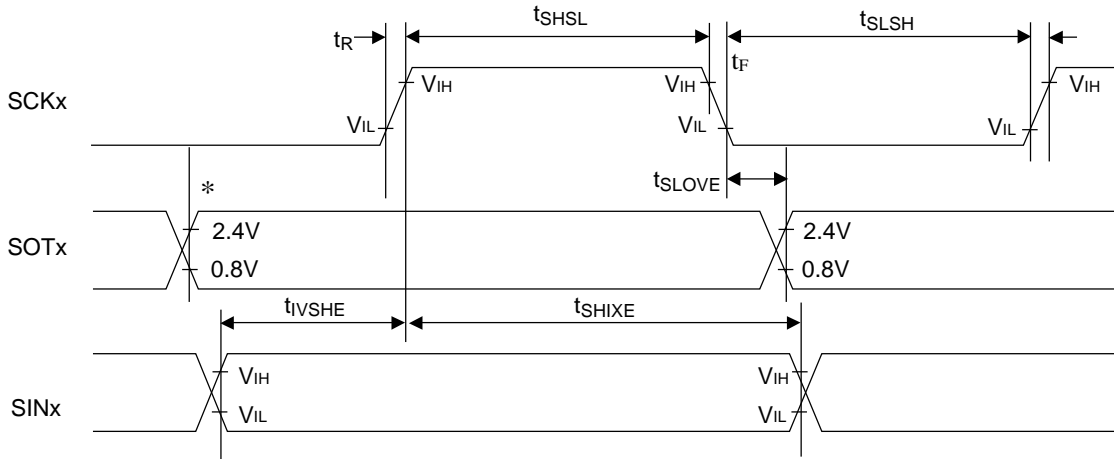 tR tSHSL tSLSH
tF
SCKx VIH VIH VIH
VIL VIL VIL
tSLOVE
*
SOTx 2.4V 2.4V
0.8V 0.8V
tIVSHE tSHIXE
SINx VIH VIH
VIL VIL